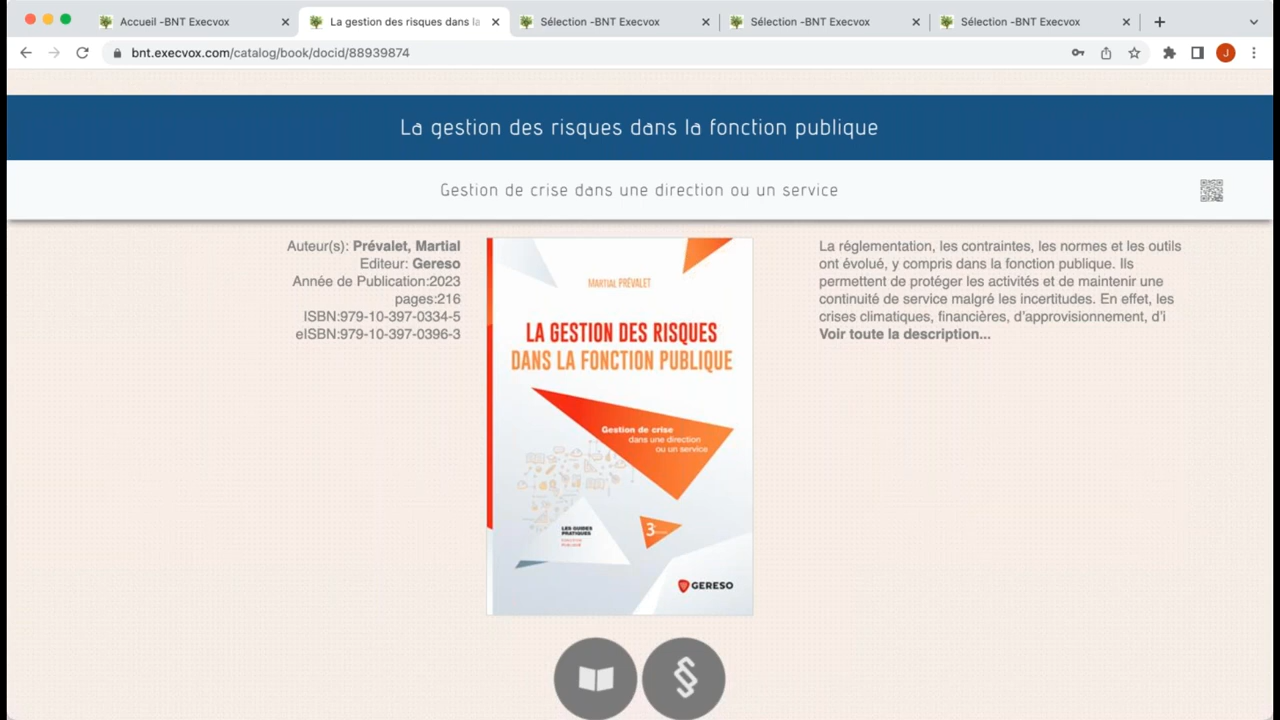 Accueil -BNT Execvox
La gestion des risques dans la
Sélection -BNT Execvox
Sélection -BNT Execvox
Sélection -BNT Execvox
bnt.execvox.com/catalog/book/docid/88939874
J
La gestion des risques dans la fonction publique
Gestion de crise dans une direction ou un service
Auteur(s): Prévalet, Martial
Editeur: Gereso
Année de Publication:2023
pages:216
ISBN:979-10-397-0334-5
eISBN:979-10-397-0396-3
MARTIAL PRÉVALET
LA GESTION DES RISQUES
DANS LA FONCTION PUBLIQUE
Gestion de crise
dans une direction
ou un service
LES GUIDES
PRATIQUES
3
GERESO
La réglementation, les contraintes, les normes et les outils
ont évolué, y compris dans la fonction publique. Ils
permettent de protéger les activités et de maintenir une
continuité de service malgré les incertitudes. En effet, les
crises climatiques, financières, d'approvisionnement, d'i
Voir toute la description...
§